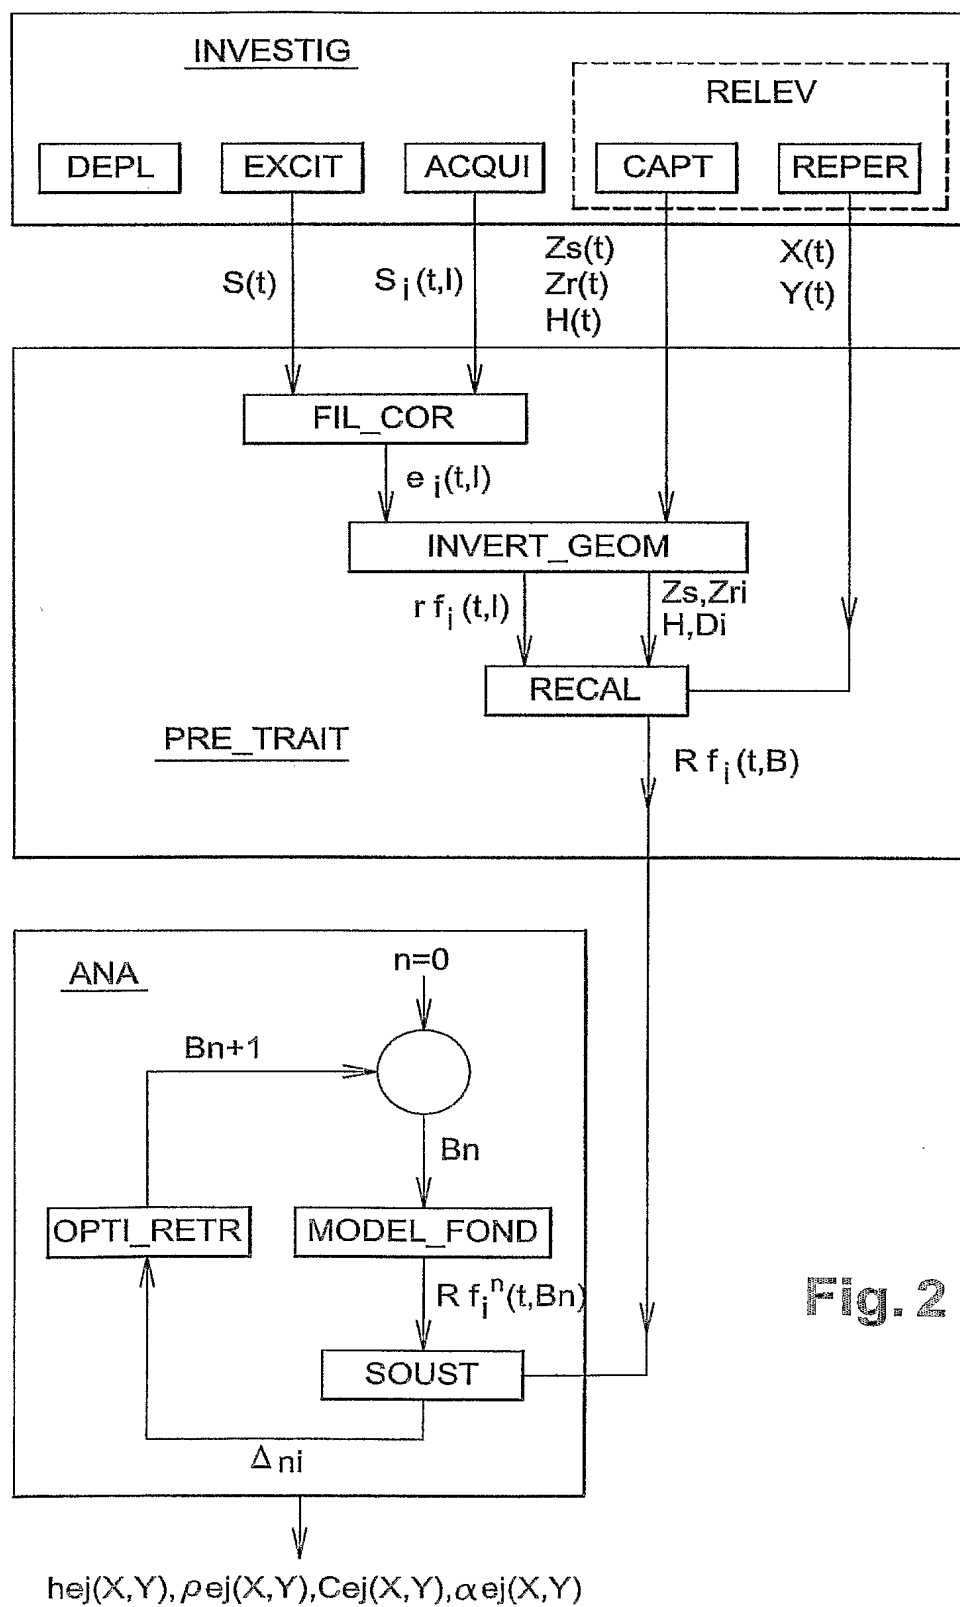 INVESTIG
RELEV
DEPL
EXCIT
ACQUI
CAPT
REPER
S(t)
S i (t,l)
Zs(t)
Zr(t)
H(t)
X(t)
Y(t)
FIL_COR
e i (t,l)
INVERT_GEOM
r f i (t,l)
Zs,Zri
H,Di
RECAL
PRE_TRAIT
R f i (t,B)
ANA
n=0
Bn+1
Bn
OPTI_RETR
MODEL_FOND
R f i n (t,Bn)
SOUST
Δ ni
Fig. 2
hej(X,Y),ρej(X,Y),Cej(X,Y),αej(X,Y)